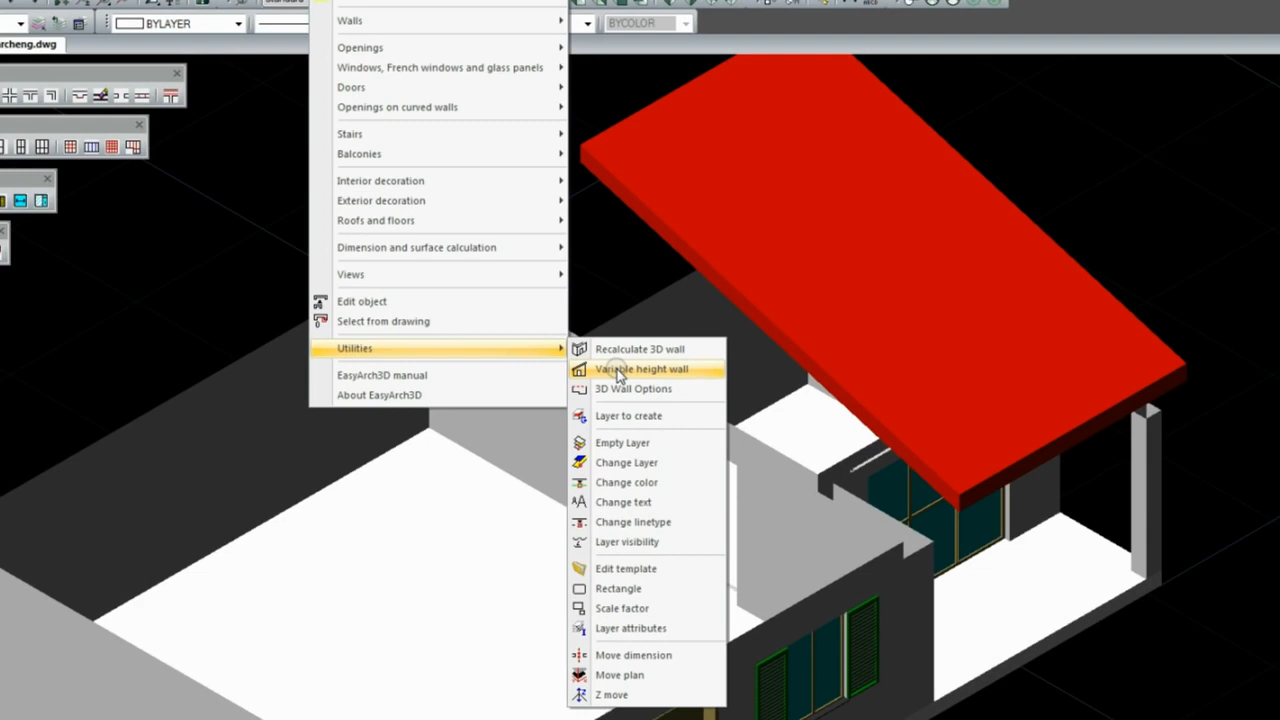 BYLAYER
BYCOLOR
rcheng.dwg
Walls
Openings
Windows, French windows and glass panels
Doors
Openings on curved walls
Stairs
Balconies
Interior decoration
Exterior decoration
Roofs and floors
Dimension and surface calculation
Views
Edit object
Select from drawing
Utilities
EasyArch3D manual
About EasyArch3D
Recalculate 3D wall
Variable height wall
3D Wall Options
Layer to create
Empty Layer
Change Layer
Change color
Change text
Change linetype
Layer visibility
Edit template
Rectangle
Scale factor
Layer attributes
Move dimension
Move plan
Z move